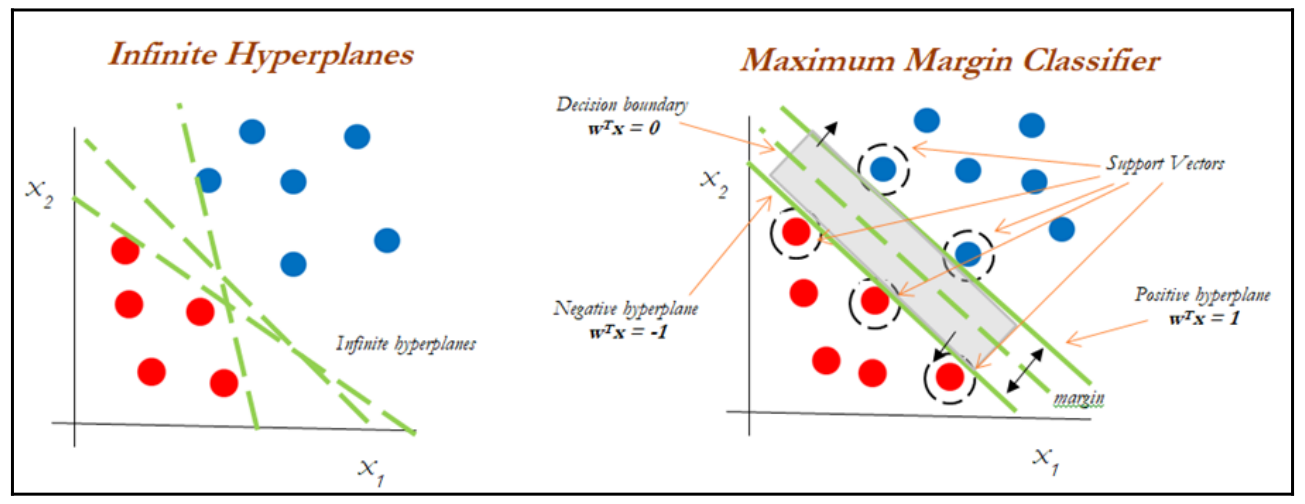 Infinite Hyperplanes
X2
Infinite hyperplanes
X1
Maximum Margin Classifier
Decision boundary
wTx = 0
Support Vectors
X2
Negative hyperplane
wTx = -1
Positive hyperplane
wTx = 1
margin
X1